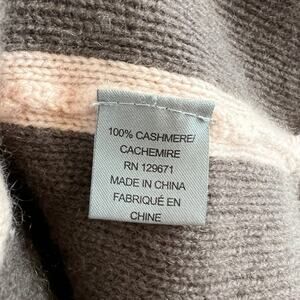 100% CASHMERE/
CACHEMIRE
RN 129671
MADE IN CHINA
FABRIQUÉ EN
CHINE